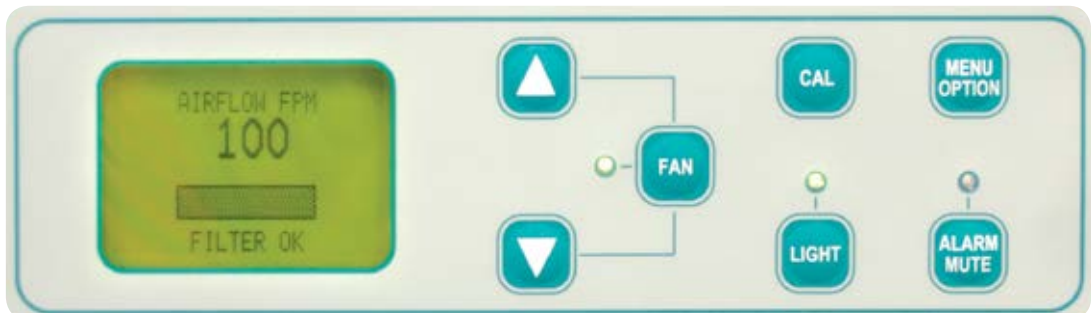 AIRFLOW FPM
100
FILTER OK
FAN
CAL
MENU
OPTION
LIGHT
ALARM
MUTE